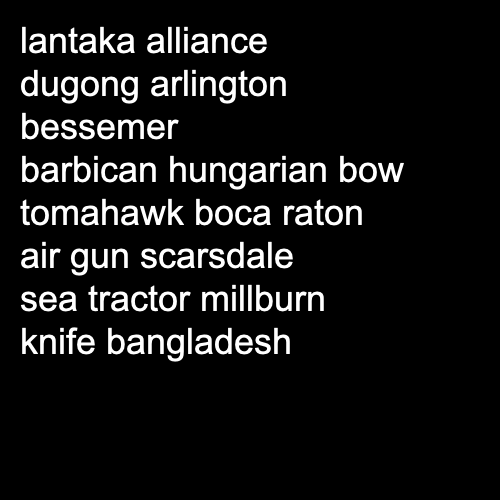 lantaka alliance
dugong arlington
bessemer
barbican hungarian bow
tomahawk boca raton
air gun scarsdale
sea tractor millburn
knife bangladesh